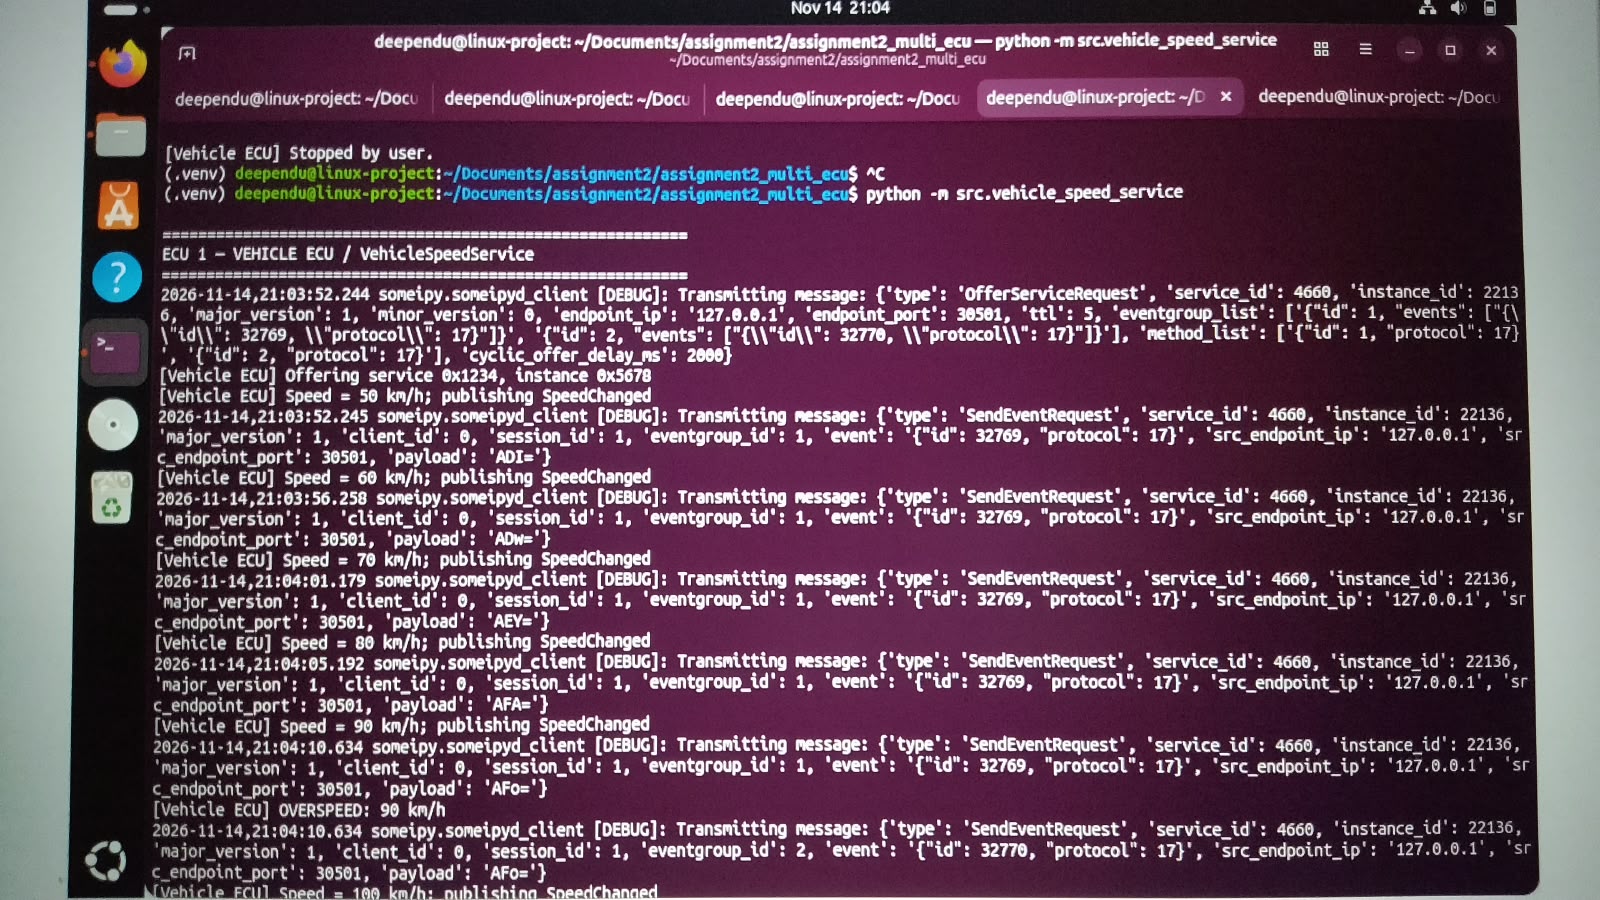 Nov 14 21:04
deependu@linux-project: ~/Documents/assignment2/assignment2_multi_ecu — python -m src.vehicle_speed_service
~/Documents/assignment2/assignment2_multi_ecu
deependu@linux-project: ~/Docu deependu@linux-project: ~/Docu deependu@linux-project: ~/Docu deependu@linux-project: ~/D deependu@linux-project: ~/Docu
[Vehicle ECU] Stopped by user.
(.venv) deependu@linux-project:~/Documents/assignment2/assignment2_multi_ecu$ ^C
(.venv) deependu@linux-project:~/Documents/assignment2/assignment2_multi_ecu$ python -m src.vehicle_speed_service
============================================================
ECU 1 — VEHICLE ECU / VehicleSpeedService
============================================================
2026-11-14,21:03:52.244 someipy.someipyd_client [DEBUG]: Transmitting message: {'type': 'OfferServiceRequest', 'service_id': 4660, 'instance_id': 2213
6, 'major_version': 1, 'minor_version': 0, 'endpoint_ip': '127.0.0.1', 'endpoint_port': 30501, 'ttl': 5, 'eventgroup_list': ['{"id": 1, "events": ["{\
\"id\\": 32769, \\"protocol\\": 17}"]}', '{"id": 2, "events": ["{\\"id\\": 32770, \\"protocol\\": 17}"]}'], 'method_list': ['{"id": 1, "protocol": 17}
', '{"id": 2, "protocol": 17}'], 'cyclic_offer_delay_ms': 2000}
[Vehicle ECU] Offering service 0x1234, instance 0x5678
[Vehicle ECU] Speed = 50 km/h; publishing SpeedChanged
2026-11-14,21:03:52.245 someipy.someipyd_client [DEBUG]: Transmitting message: {'type': 'SendEventRequest', 'service_id': 4660, 'instance_id': 22136,
'major_version': 1, 'client_id': 0, 'session_id': 1, 'eventgroup_id': 1, 'event': '{"id": 32769, "protocol": 17}', 'src_endpoint_ip': '127.0.0.1', 'sr
c_endpoint_port': 30501, 'payload': 'ADI='}
[Vehicle ECU] Speed = 60 km/h; publishing SpeedChanged
2026-11-14,21:03:56.258 someipy.someipyd_client [DEBUG]: Transmitting message: {'type': 'SendEventRequest', 'service_id': 4660, 'instance_id': 22136,
'major_version': 1, 'client_id': 0, 'session_id': 1, 'eventgroup_id': 1, 'event': '{"id": 32769, "protocol": 17}', 'src_endpoint_ip': '127.0.0.1', 'sr
c_endpoint_port': 30501, 'payload': 'ADw='}
[Vehicle ECU] Speed = 70 km/h; publishing SpeedChanged
2026-11-14,21:04:01.179 someipy.someipyd_client [DEBUG]: Transmitting message: {'type': 'SendEventRequest', 'service_id': 4660, 'instance_id': 22136,
'major_version': 1, 'client_id': 0, 'session_id': 1, 'eventgroup_id': 1, 'event': '{"id": 32769, "protocol": 17}', 'src_endpoint_ip': '127.0.0.1', 'sr
c_endpoint_port': 30501, 'payload': 'AEY='}
[Vehicle ECU] Speed = 80 km/h; publishing SpeedChanged
2026-11-14,21:04:05.192 someipy.someipyd_client [DEBUG]: Transmitting message: {'type': 'SendEventRequest', 'service_id': 4660, 'instance_id': 22136,
'major_version': 1, 'client_id': 0, 'session_id': 1, 'eventgroup_id': 1, 'event': '{"id": 32769, "protocol": 17}', 'src_endpoint_ip': '127.0.0.1', 'sr
c_endpoint_port': 30501, 'payload': 'AFA='}
[Vehicle ECU] Speed = 90 km/h; publishing SpeedChanged
2026-11-14,21:04:10.634 someipy.someipyd_client [DEBUG]: Transmitting message: {'type': 'SendEventRequest', 'service_id': 4660, 'instance_id': 22136,
'major_version': 1, 'client_id': 0, 'session_id': 1, 'eventgroup_id': 1, 'event': '{"id": 32769, "protocol": 17}', 'src_endpoint_ip': '127.0.0.1', 'sr
c_endpoint_port': 30501, 'payload': 'AFo='}
[Vehicle ECU] OVERSPEED: 90 km/h
2026-11-14,21:04:10.634 someipy.someipyd_client [DEBUG]: Transmitting message: {'type': 'SendEventRequest', 'service_id': 4660, 'instance_id': 22136,
'major_version': 1, 'client_id': 0, 'session_id': 1, 'eventgroup_id': 2, 'event': '{"id": 32770, "protocol": 17}', 'src_endpoint_ip': '127.0.0.1', 'sr
c_endpoint_port': 30501, 'payload': 'AFo='}
[Vehicle ECU] Speed = 100 km/h; publishing SpeedChanged